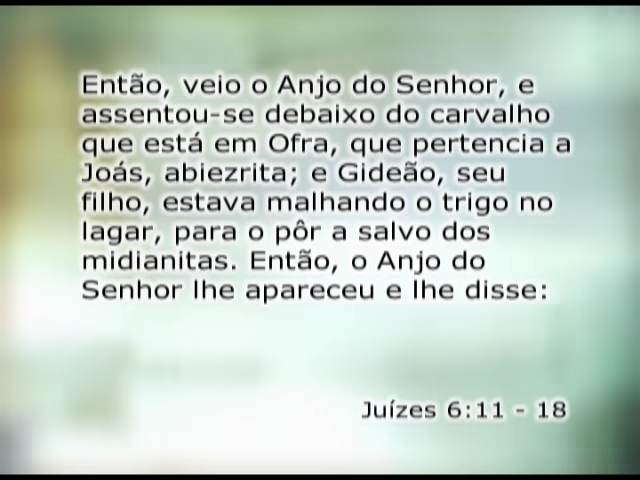 Então, veio o Anjo do Senhor, e
assentou-se debaixo do carvalho
que está em Ofra, que pertencia a
Joás, abiezrita; e Gideão, seu
filho, estava malhando o trigo no
lagar, para o pôr a salvo dos
midianitas. Então, o Anjo do
Senhor lhe apareceu e lhe disse:
Juízes 6:11 - 18